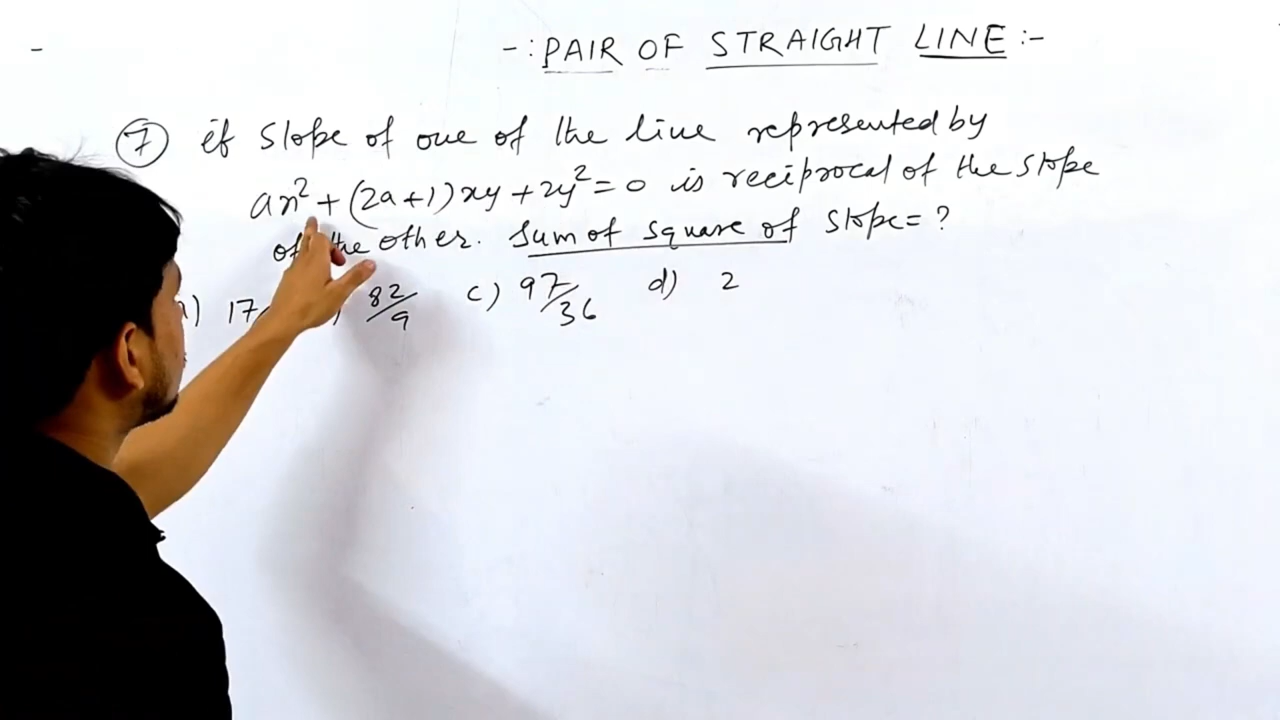 -: PAIR OF STRAIGHT LINE :-
⑦ if Slope of one of the line represented by
ax²+(2a+1)xy+2y²=0 is reciprocal of the slope
of the other. Sum of square of slope=?
) 17 ) 82/9 c) 97/36 d) 2